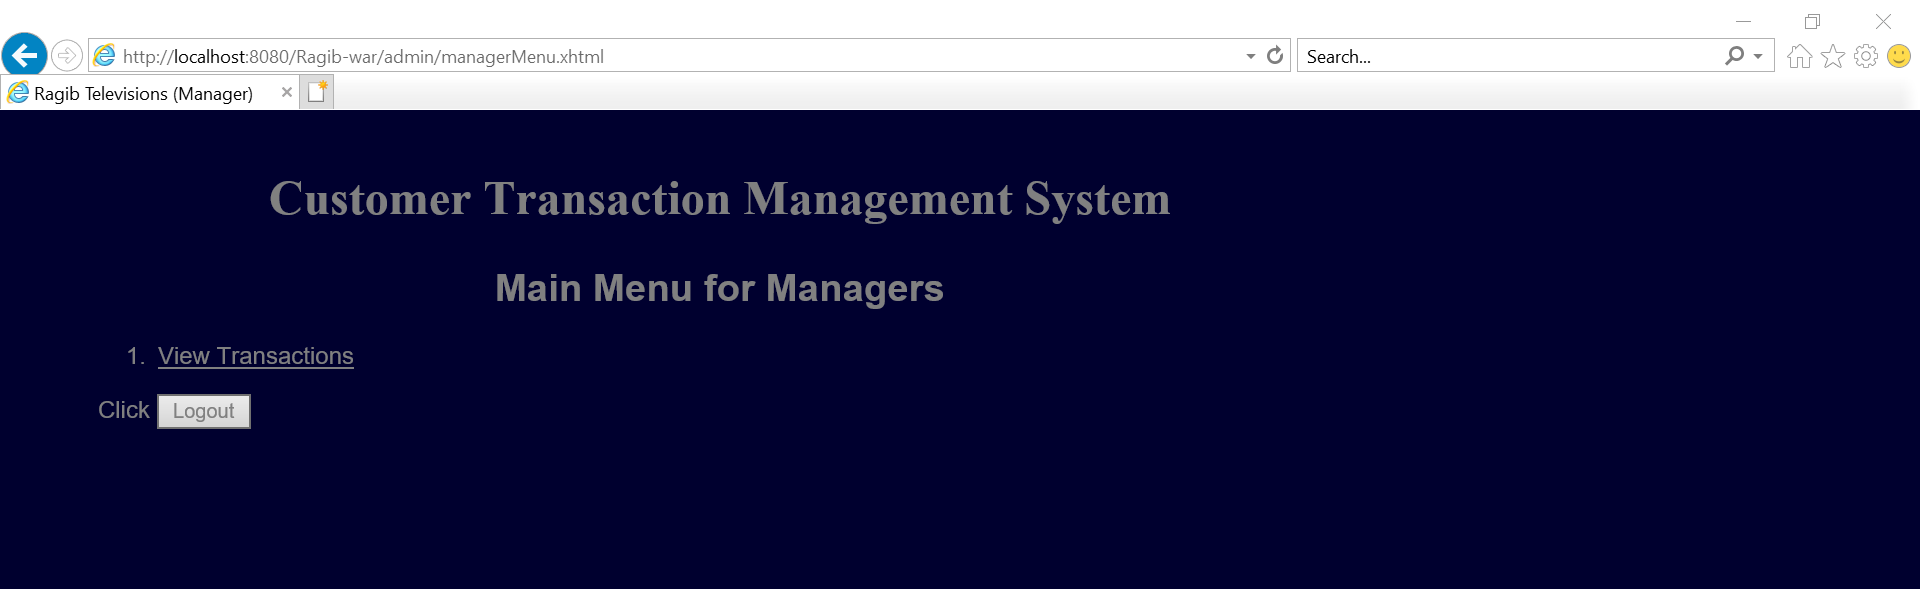 http://localhost:8080/Ragib-war/admin/managerMenu.xhtml
Search...
Ragib Televisions (Manager)
Customer Transaction Management System
Main Menu for Managers
1. View Transactions
Click Logout